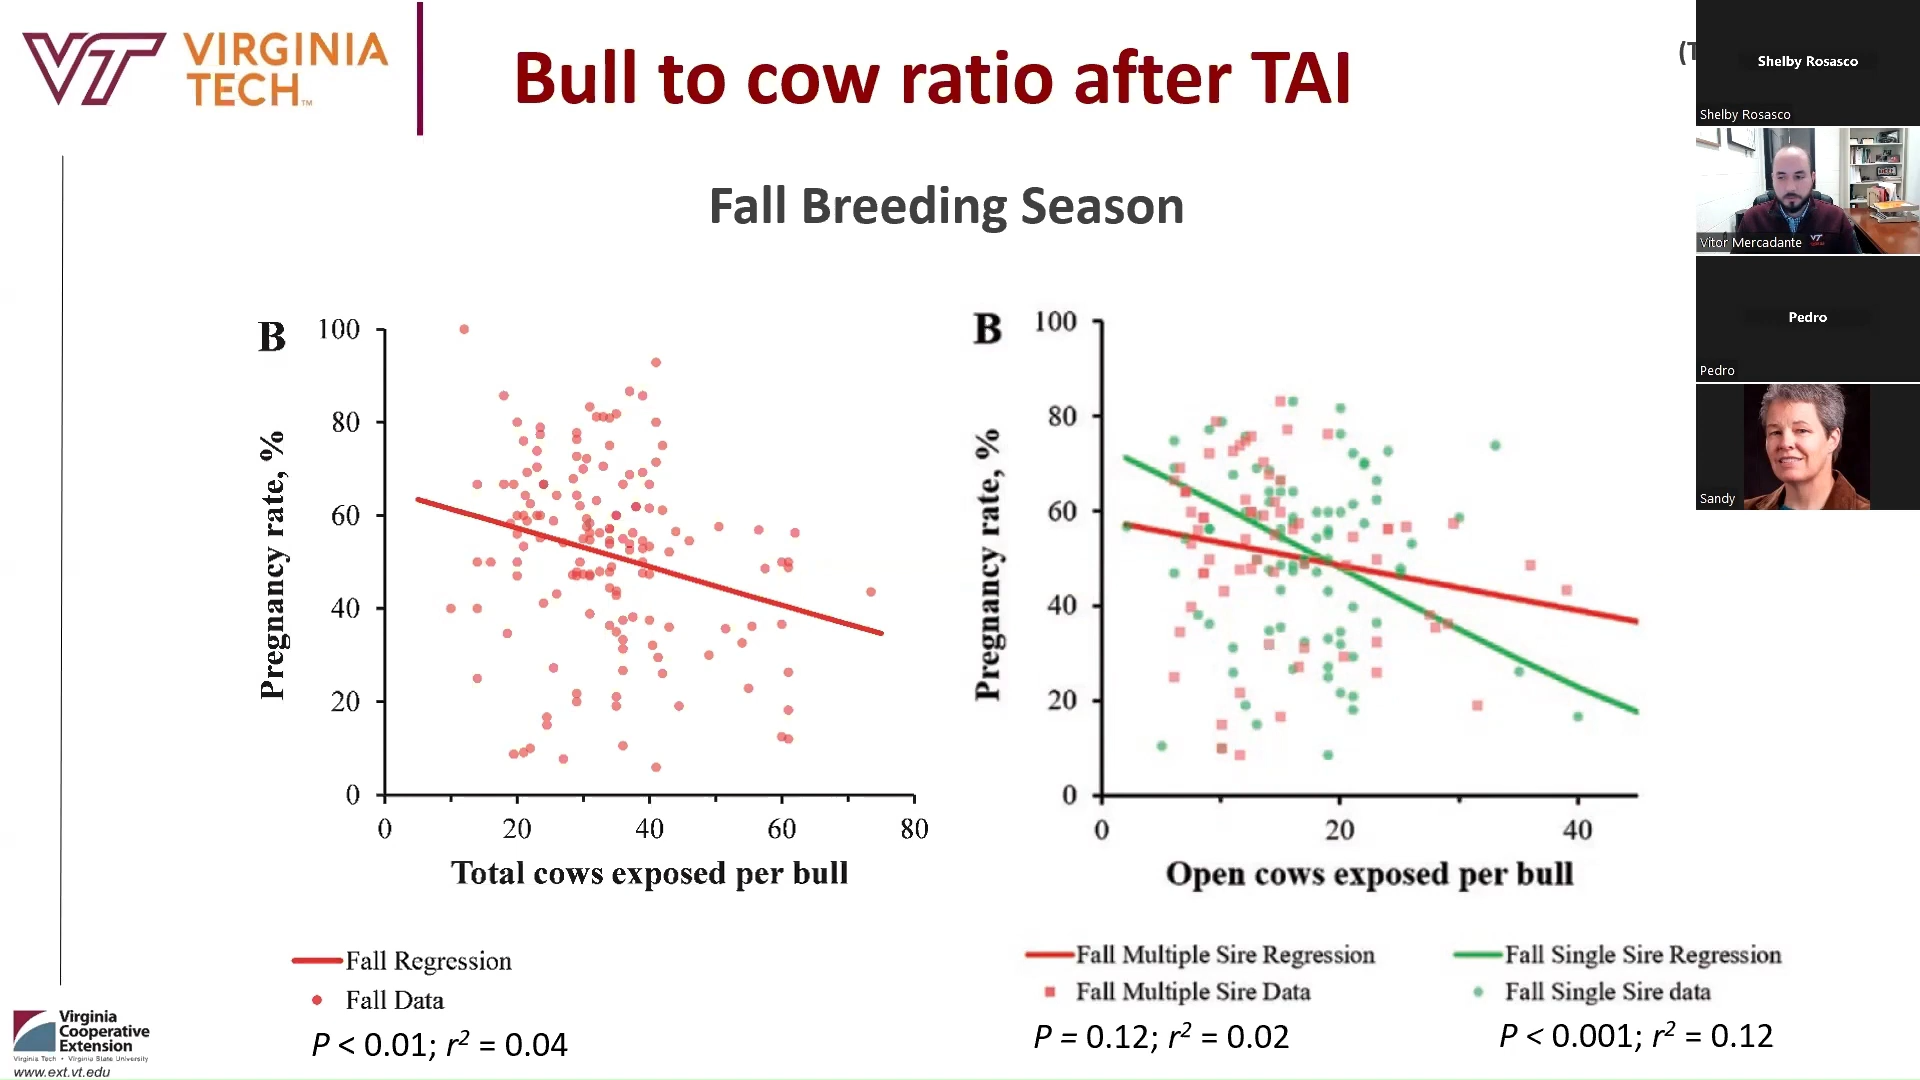 VT VIRGINIA
TECH™
Bull to cow ratio after TAI
(T
Fall Breeding Season
Shelby Rosasco
Shelby Rosasco
Vitor Mercadante
Pedro
Pedro
Sandy
B
100
80
60
40
20
0
Pregnancy rate, %
0 20 40 60 80
Total cows exposed per bull
Fall Regression
Fall Data
P < 0.01; r² = 0.04
B
100
80
60
40
20
0
Pregnancy rate, %
0 20 40
Open cows exposed per bull
Fall Multiple Sire Regression
Fall Multiple Sire Data
P = 0.12; r² = 0.02
Fall Single Sire Regression
Fall Single Sire data
P < 0.001; r² = 0.12
Virginia
Cooperative
Extension
Virginia Tech • Virginia State University
www.ext.vt.edu